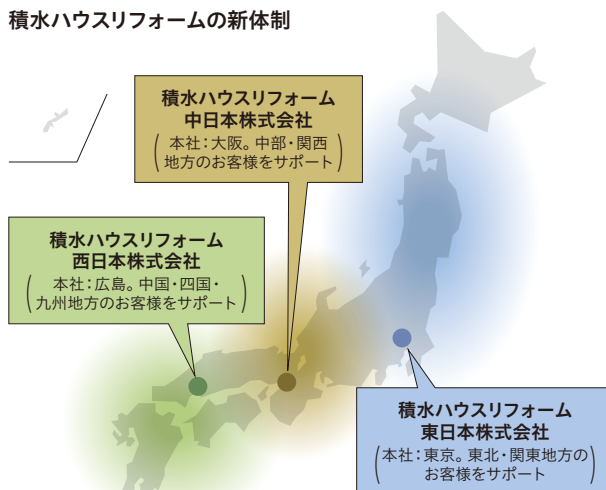 積水ハウスリフォームの新体制
積水ハウスリフォーム
中日本株式会社
(本社：大阪。中部・関西
地方のお客様をサポート)
積水ハウスリフォーム
西日本株式会社
(本社：広島。中国・四国・
九州地方のお客様をサポート)
積水ハウスリフォーム
東日本株式会社
(本社：東京。東北・関東地方の
お客様をサポート)